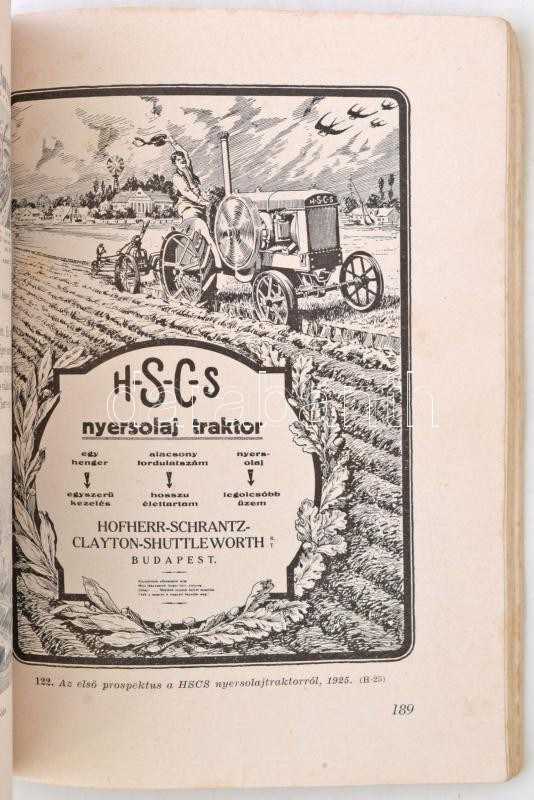 H·S·C·S
H-S-C-S
nyersolaj traktor
egy henger
egyszerű kezelés
alacsony fordulatszám
hosszu élettartam
nyers- olaj
legolcsóbb üzem
HOFHERR-SCHRANTZ-
CLAYTON-SHUTTLEWORTH R. T.
BUDAPEST.
122. Az első prospektus a HSCS nyersolajtraktorról, 1925. (H-25)
189
darabanth